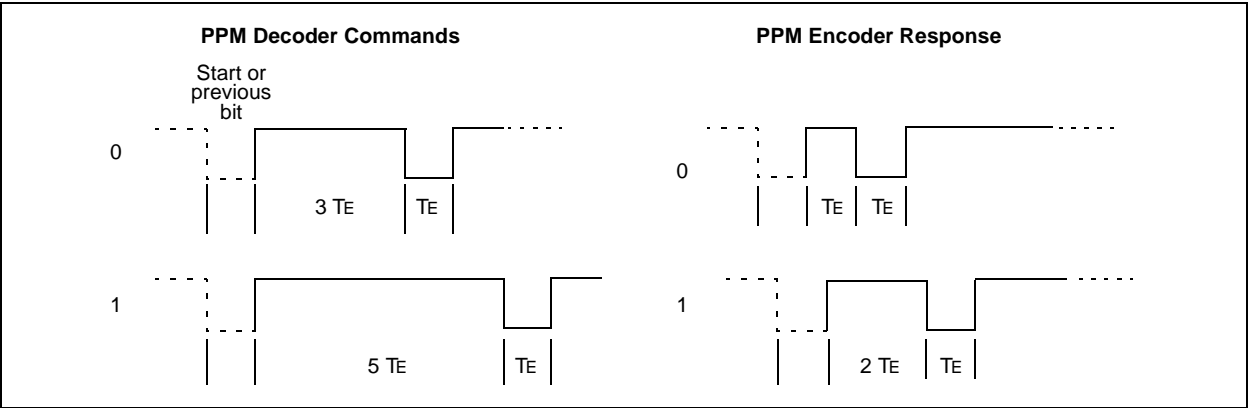 PPM Decoder Commands
Start or
previous
bit
0
3 TE
TE
1
5 TE
TE
PPM Encoder Response
0
TE
TE
1
2 TE
TE